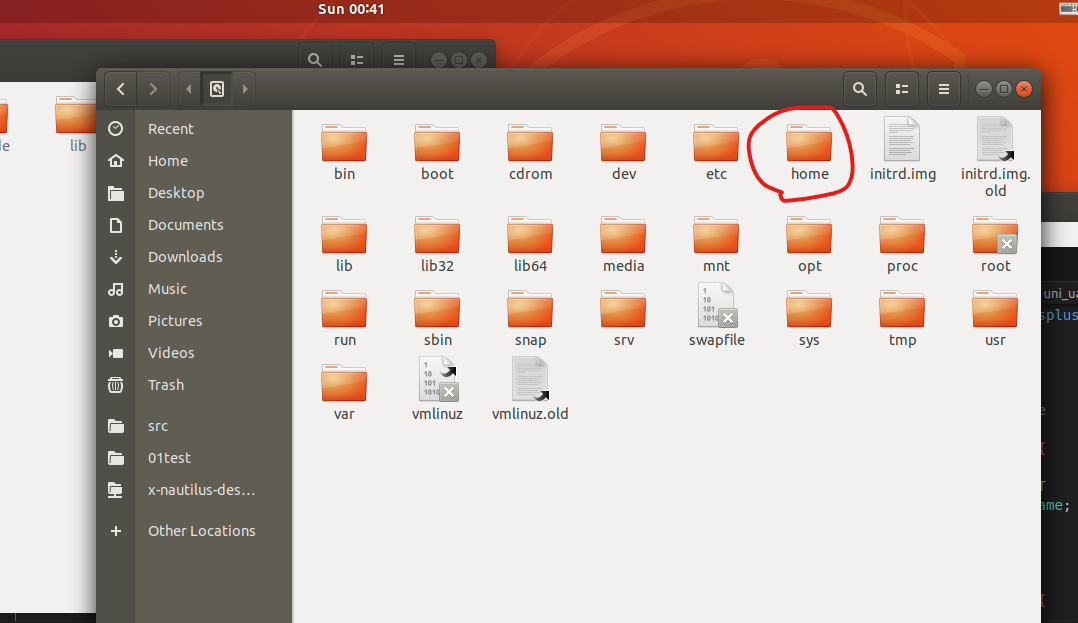 Sun 00:41
lib
Recent
Home
Desktop
Documents
Downloads
Music
Pictures
Videos
Trash
src
01test
x-nautilus-des…
Other Locations
bin boot cdrom dev etc home initrd.img initrd.img.
old
lib lib32 lib64 media mnt opt proc root
run sbin snap srv swapfile sys tmp usr
var vmlinuz vmlinuz.old
uni_ua
splus
ame;
{